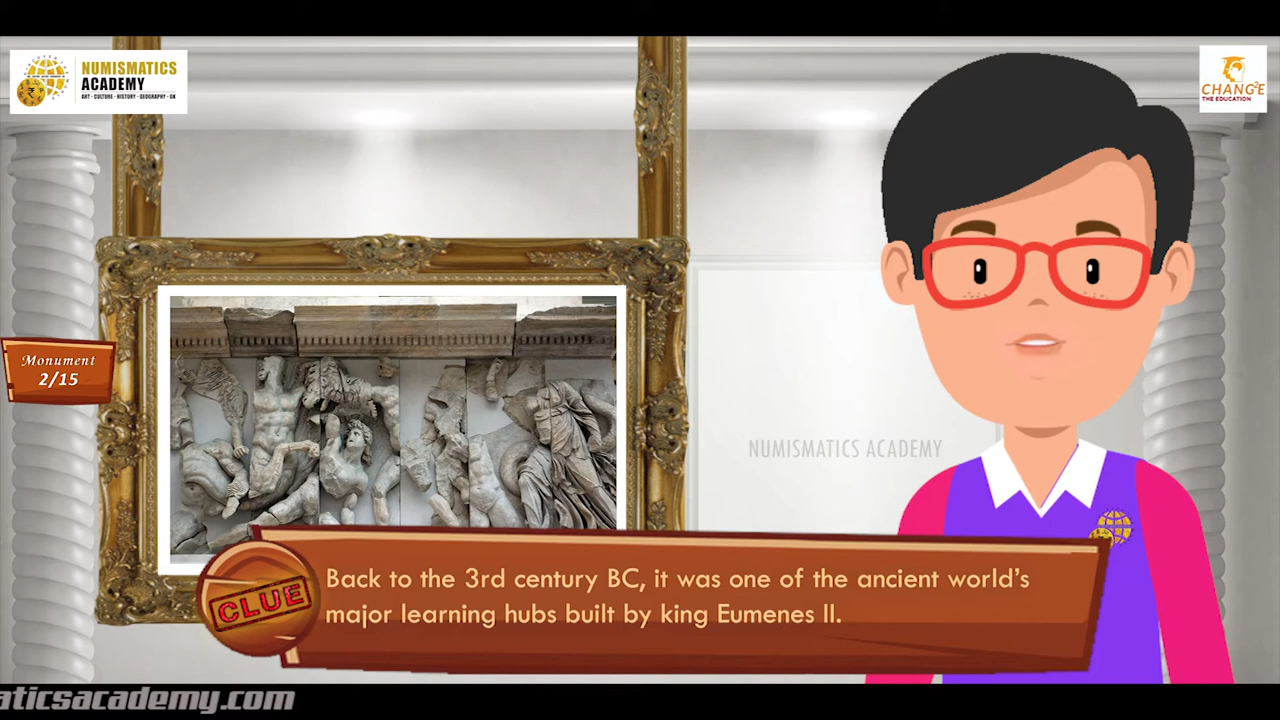 NUMISMATICS
ACADEMY
ART - CULTURE - HISTORY - GEOGRAPHY - GK
CHANGE
THE EDUCATION
Monument
2/15
NUMISMATICS ACADEMY
CLUE
Back to the 3rd century BC, it was one of the ancient world's
major learning hubs built by king Eumenes II.
aticsacademy.com